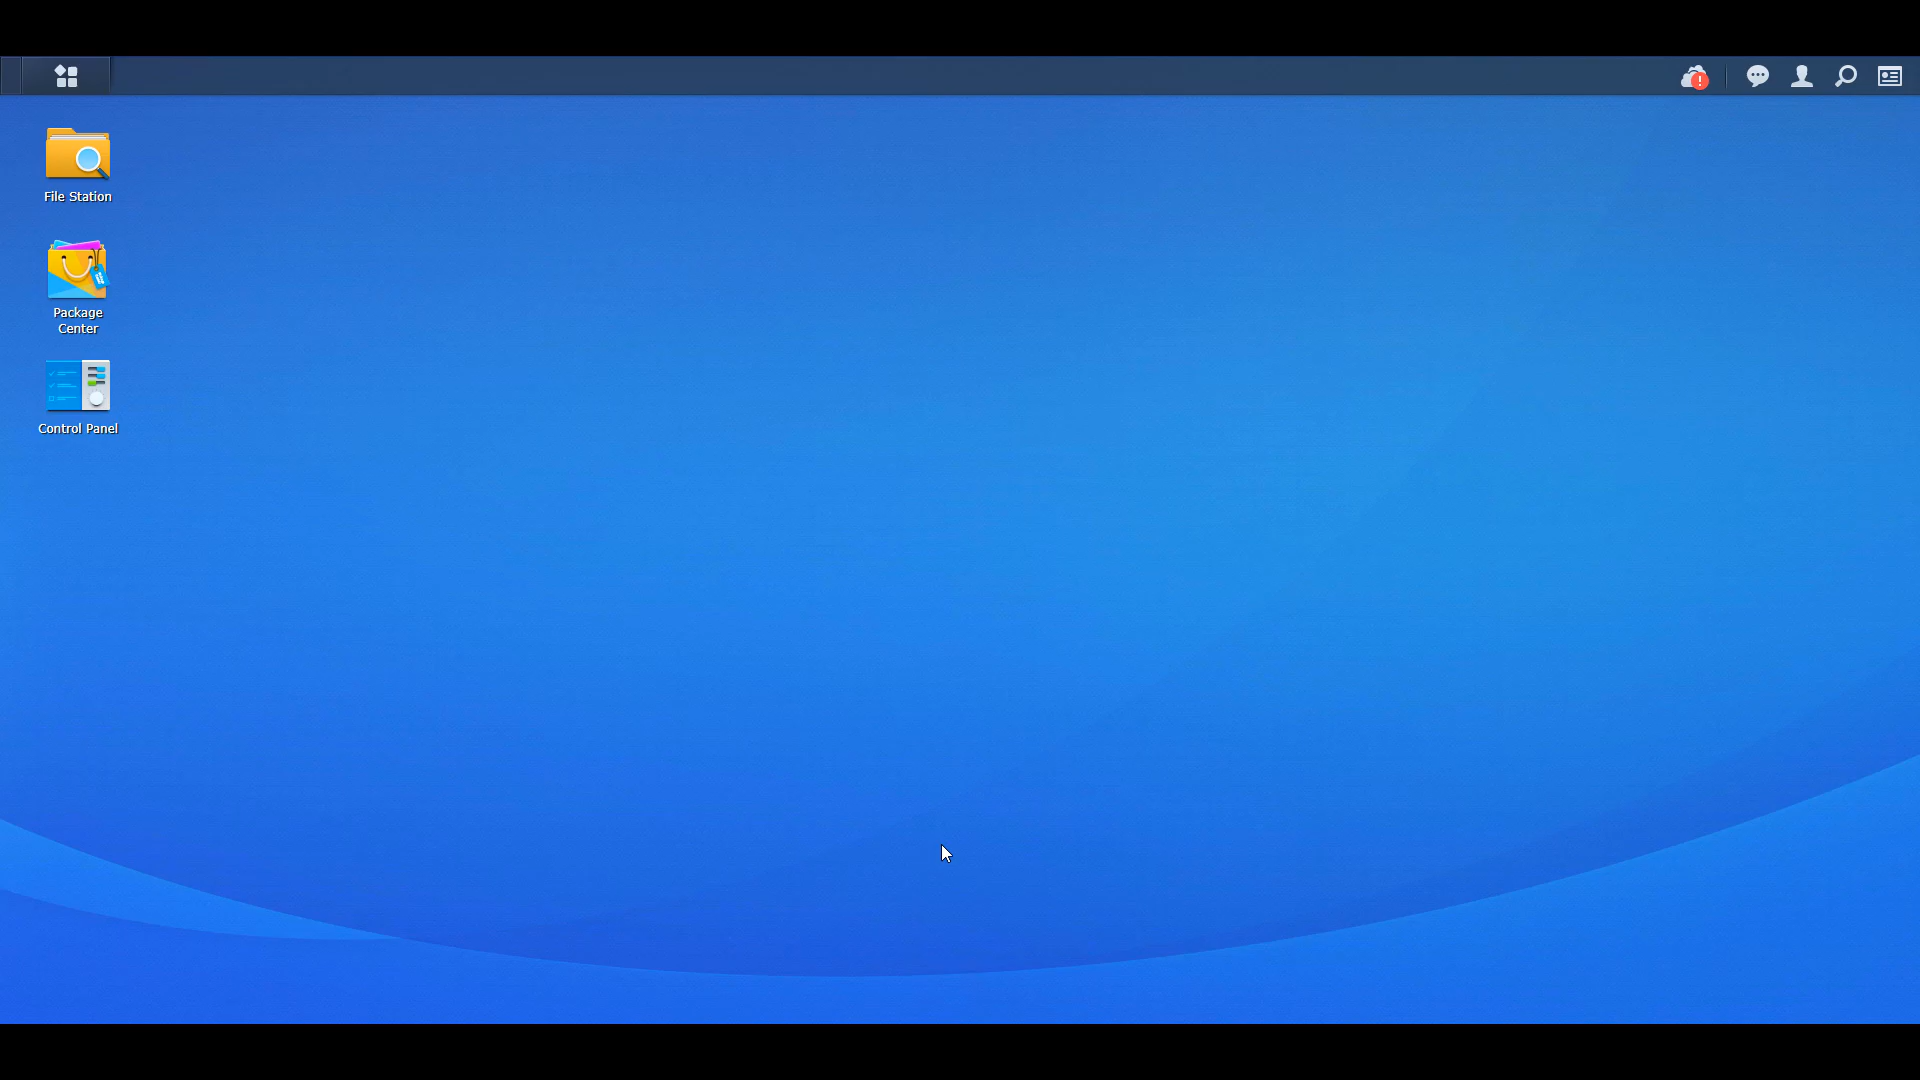 File Station
Package
Center
Control Panel